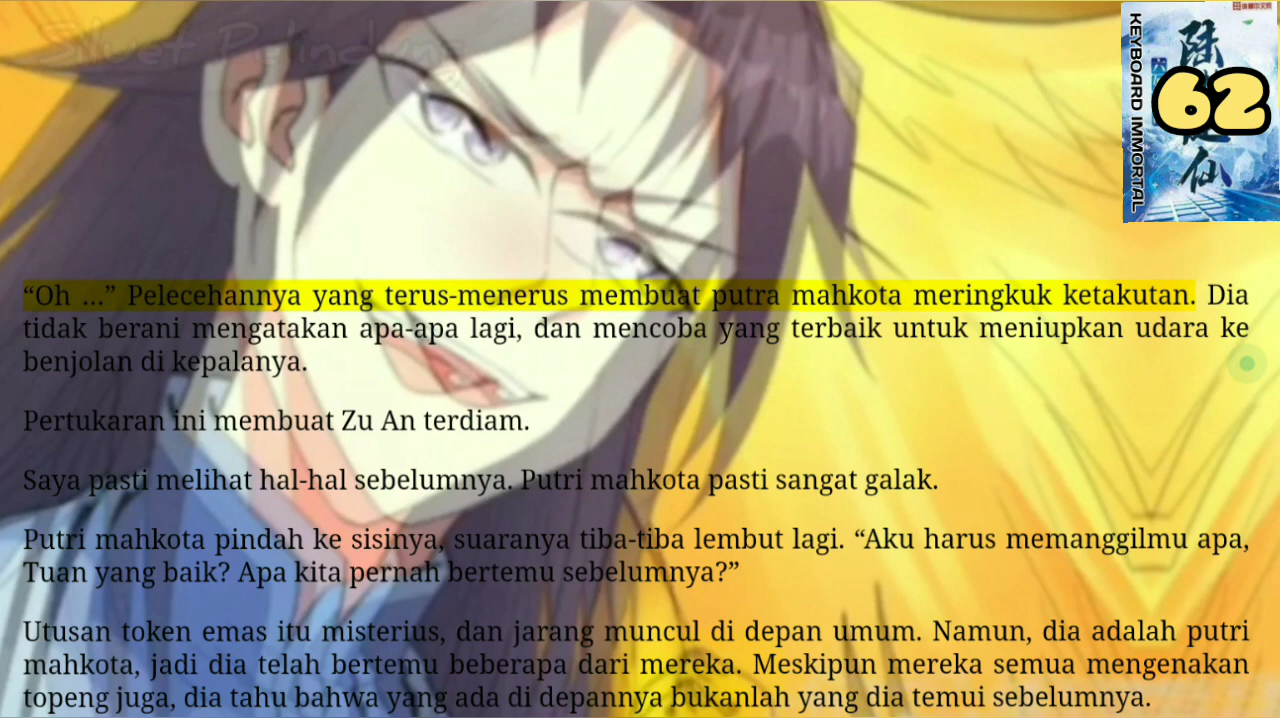 Siluet Pelindung
KEYBOARD IMMORTAL
62
“Oh ...” Pelecehannya yang terus-menerus membuat putra mahkota meringkuk ketakutan. Dia
tidak berani mengatakan apa-apa lagi, dan mencoba yang terbaik untuk meniupkan udara ke
benjolan di kepalanya.
Pertukaran ini membuat Zu An terdiam.
Saya pasti melihat hal-hal sebelumnya. Putri mahkota pasti sangat galak.
Putri mahkota pindah ke sisinya, suaranya tiba-tiba lembut lagi. “Aku harus memanggilmu apa,
Tuan yang baik? Apa kita pernah bertemu sebelumnya?”
Utusan token emas itu misterius, dan jarang muncul di depan umum. Namun, dia adalah putri
mahkota, jadi dia telah bertemu beberapa dari mereka. Meskipun mereka semua mengenakan
topeng juga, dia tahu bahwa yang ada di depannya bukanlah yang dia temui sebelumnya.